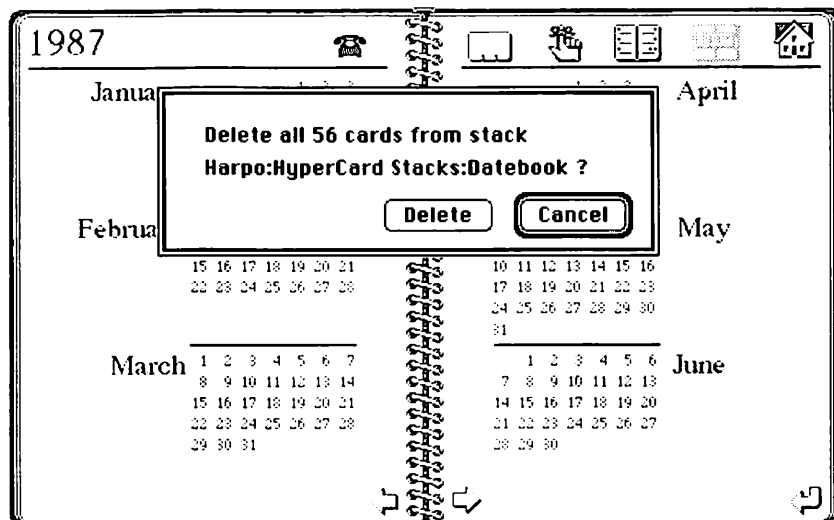 1987
Janua
1 2 3
1 2 3
April
Delete all 56 cards from stack
Harpo:HyperCard Stacks:Datebook ?
Delete
Cancel
Februa
May
15 16 17 18 19 20 21
22 23 24 25 26 27 28
10 11 12 13 14 15 16
17 18 19 20 21 22 23
24 25 26 27 28 29 30
31
March
1 2 3 4 5 6 7
8 9 10 11 12 13 14
15 16 17 18 19 20 21
22 23 24 25 26 27 28
29 30 31
1 2 3 4 5 6
7 8 9 10 11 12 13
14 15 16 17 18 19 20
21 22 23 24 25 26 27
28 29 30
June